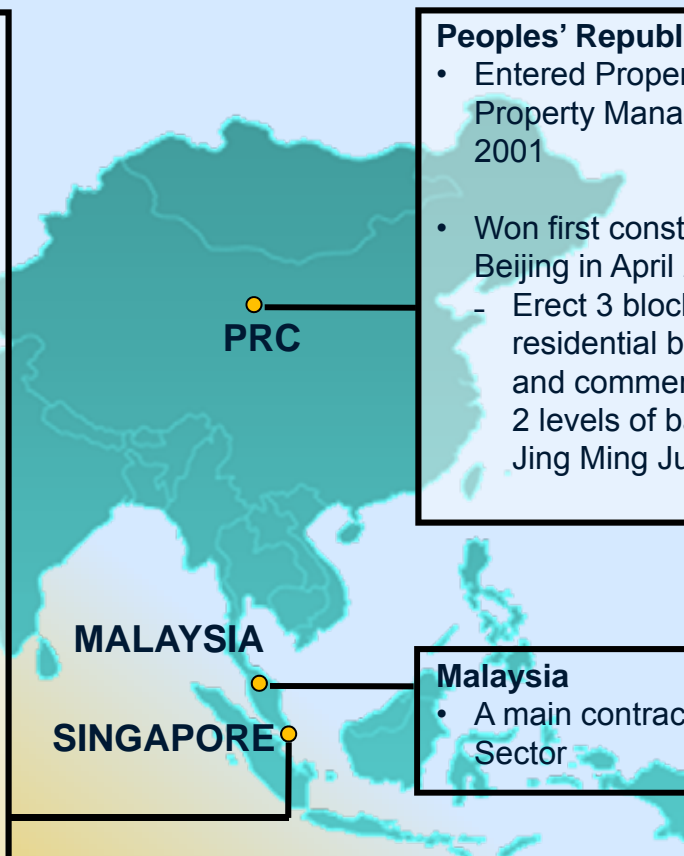 Peoples' Republ
• Entered Proper
Property Mana
2001
• Won first const
Beijing in April
- Erect 3 bloc
residential b
and commer
2 levels of b
Jing Ming Ju
PRC
MALAYSIA
SINGAPORE
Malaysia
• A main contrac
Sector